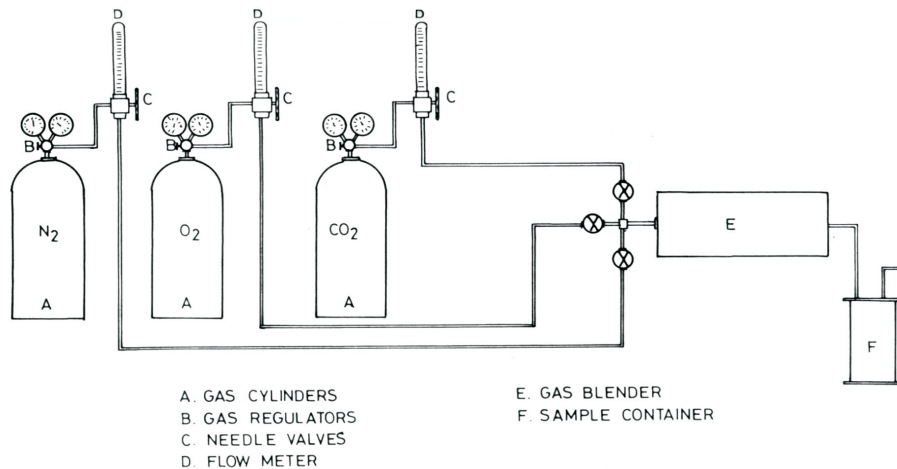 D D D
C C C
B B B
N2 O2 CO2
E
A A A
F
A. GAS CYLINDERS
B. GAS REGULATORS
C. NEEDLE VALVES
D. FLOW METER
E. GAS BLENDER
F. SAMPLE CONTAINER